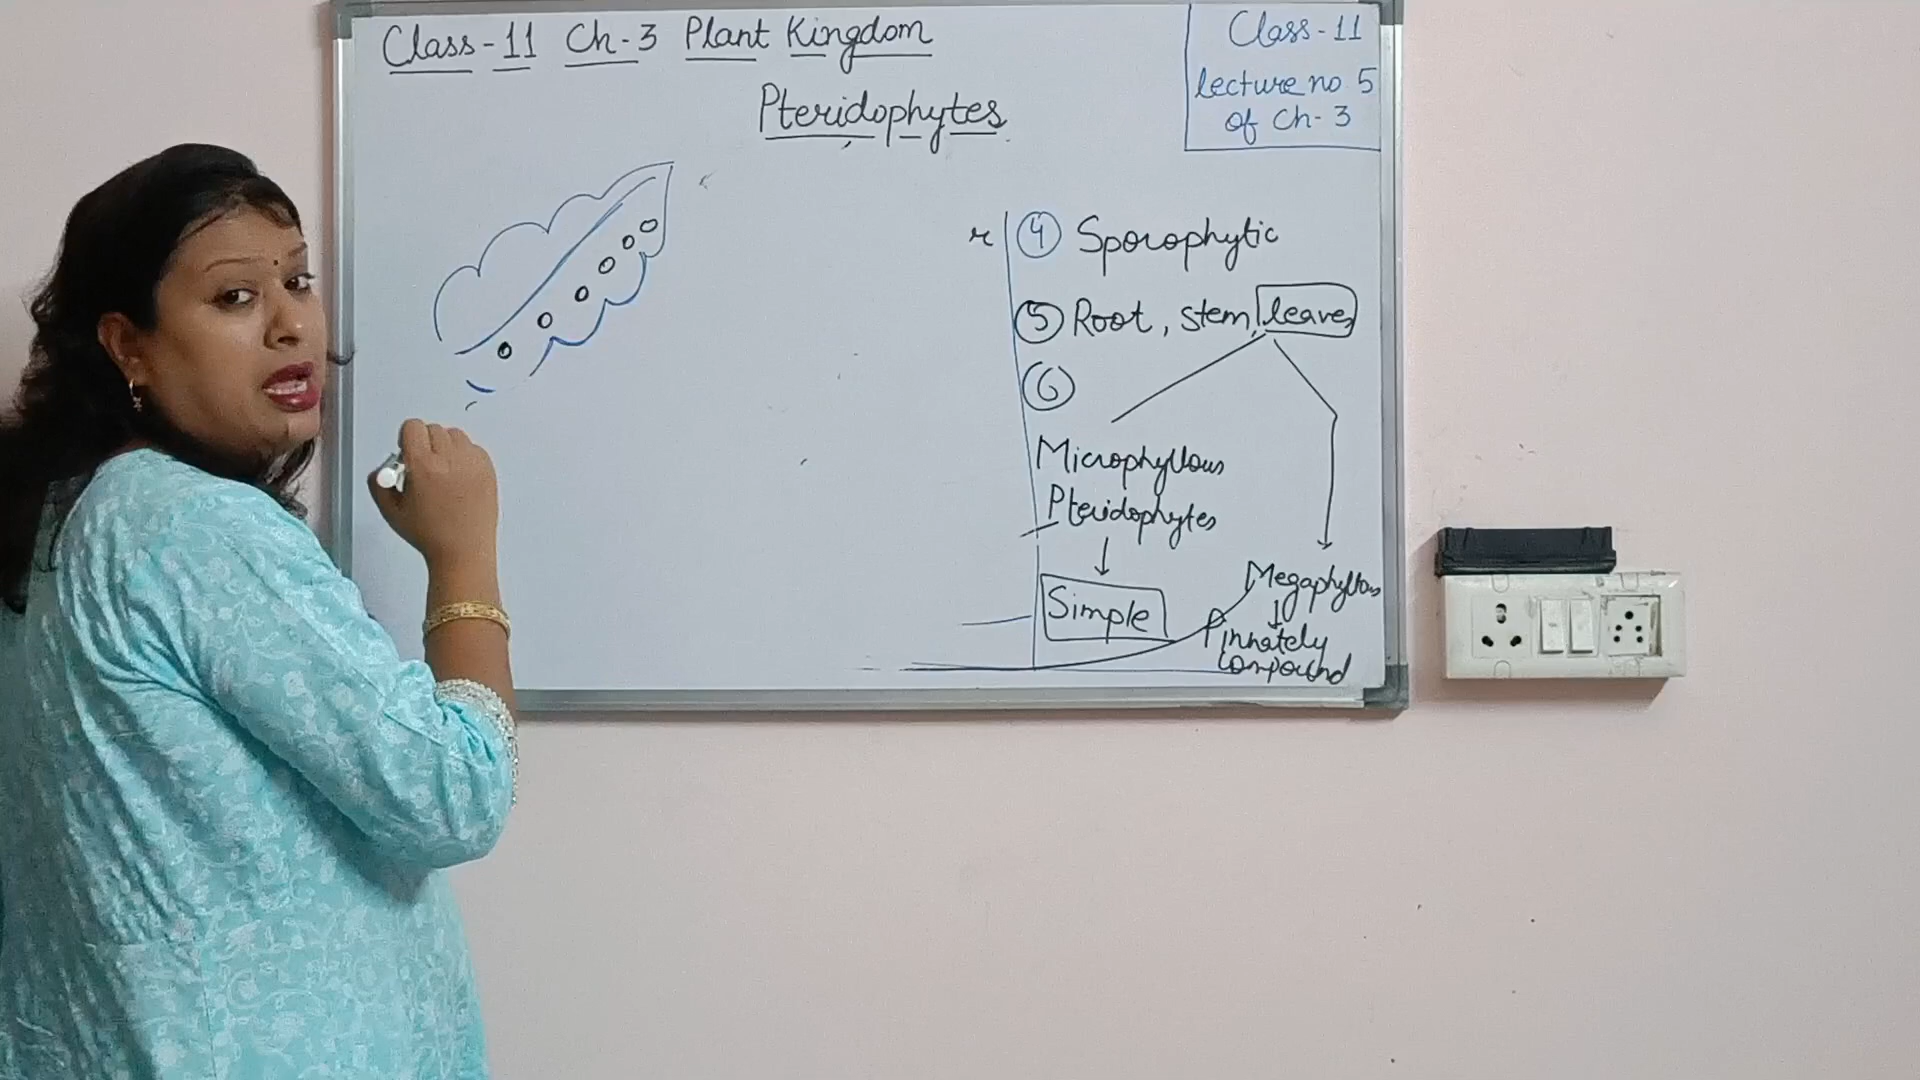 Class-11 Ch-3 Plant Kingdom
Class-11
lecture no 5
of Ch-3
Pteridophytes
r
④ Sporophytic
⑤ Root, stem, leaves
⑥
Microphyllous
Pteridophytes
Simple
Megaphyllous
Pinnately
compound